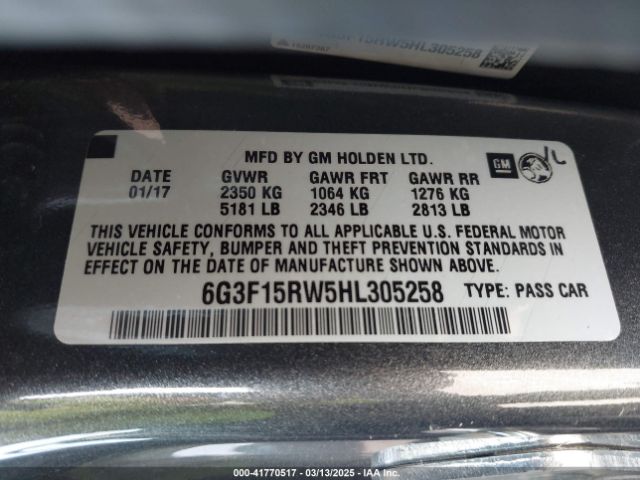 15RW5HL305258
MFD BY GM HOLDEN LTD.
GM
DATE GVWR GAWR FRT GAWR RR
01/17 2350 KG 1064 KG 1276 KG
5181 LB 2346 LB 2813 LB
THIS VEHICLE CONFORMS TO ALL APPLICABLE U.S. FEDERAL MOTOR
VEHICLE SAFETY, BUMPER AND THEFT PREVENTION STANDARDS IN
EFFECT ON THE DATE OF MANUFACTURE SHOWN ABOVE.
6G3F15RW5HL305258 TYPE: PASS CAR
000-41770517 03/13/2025 IAA Inc. LLC